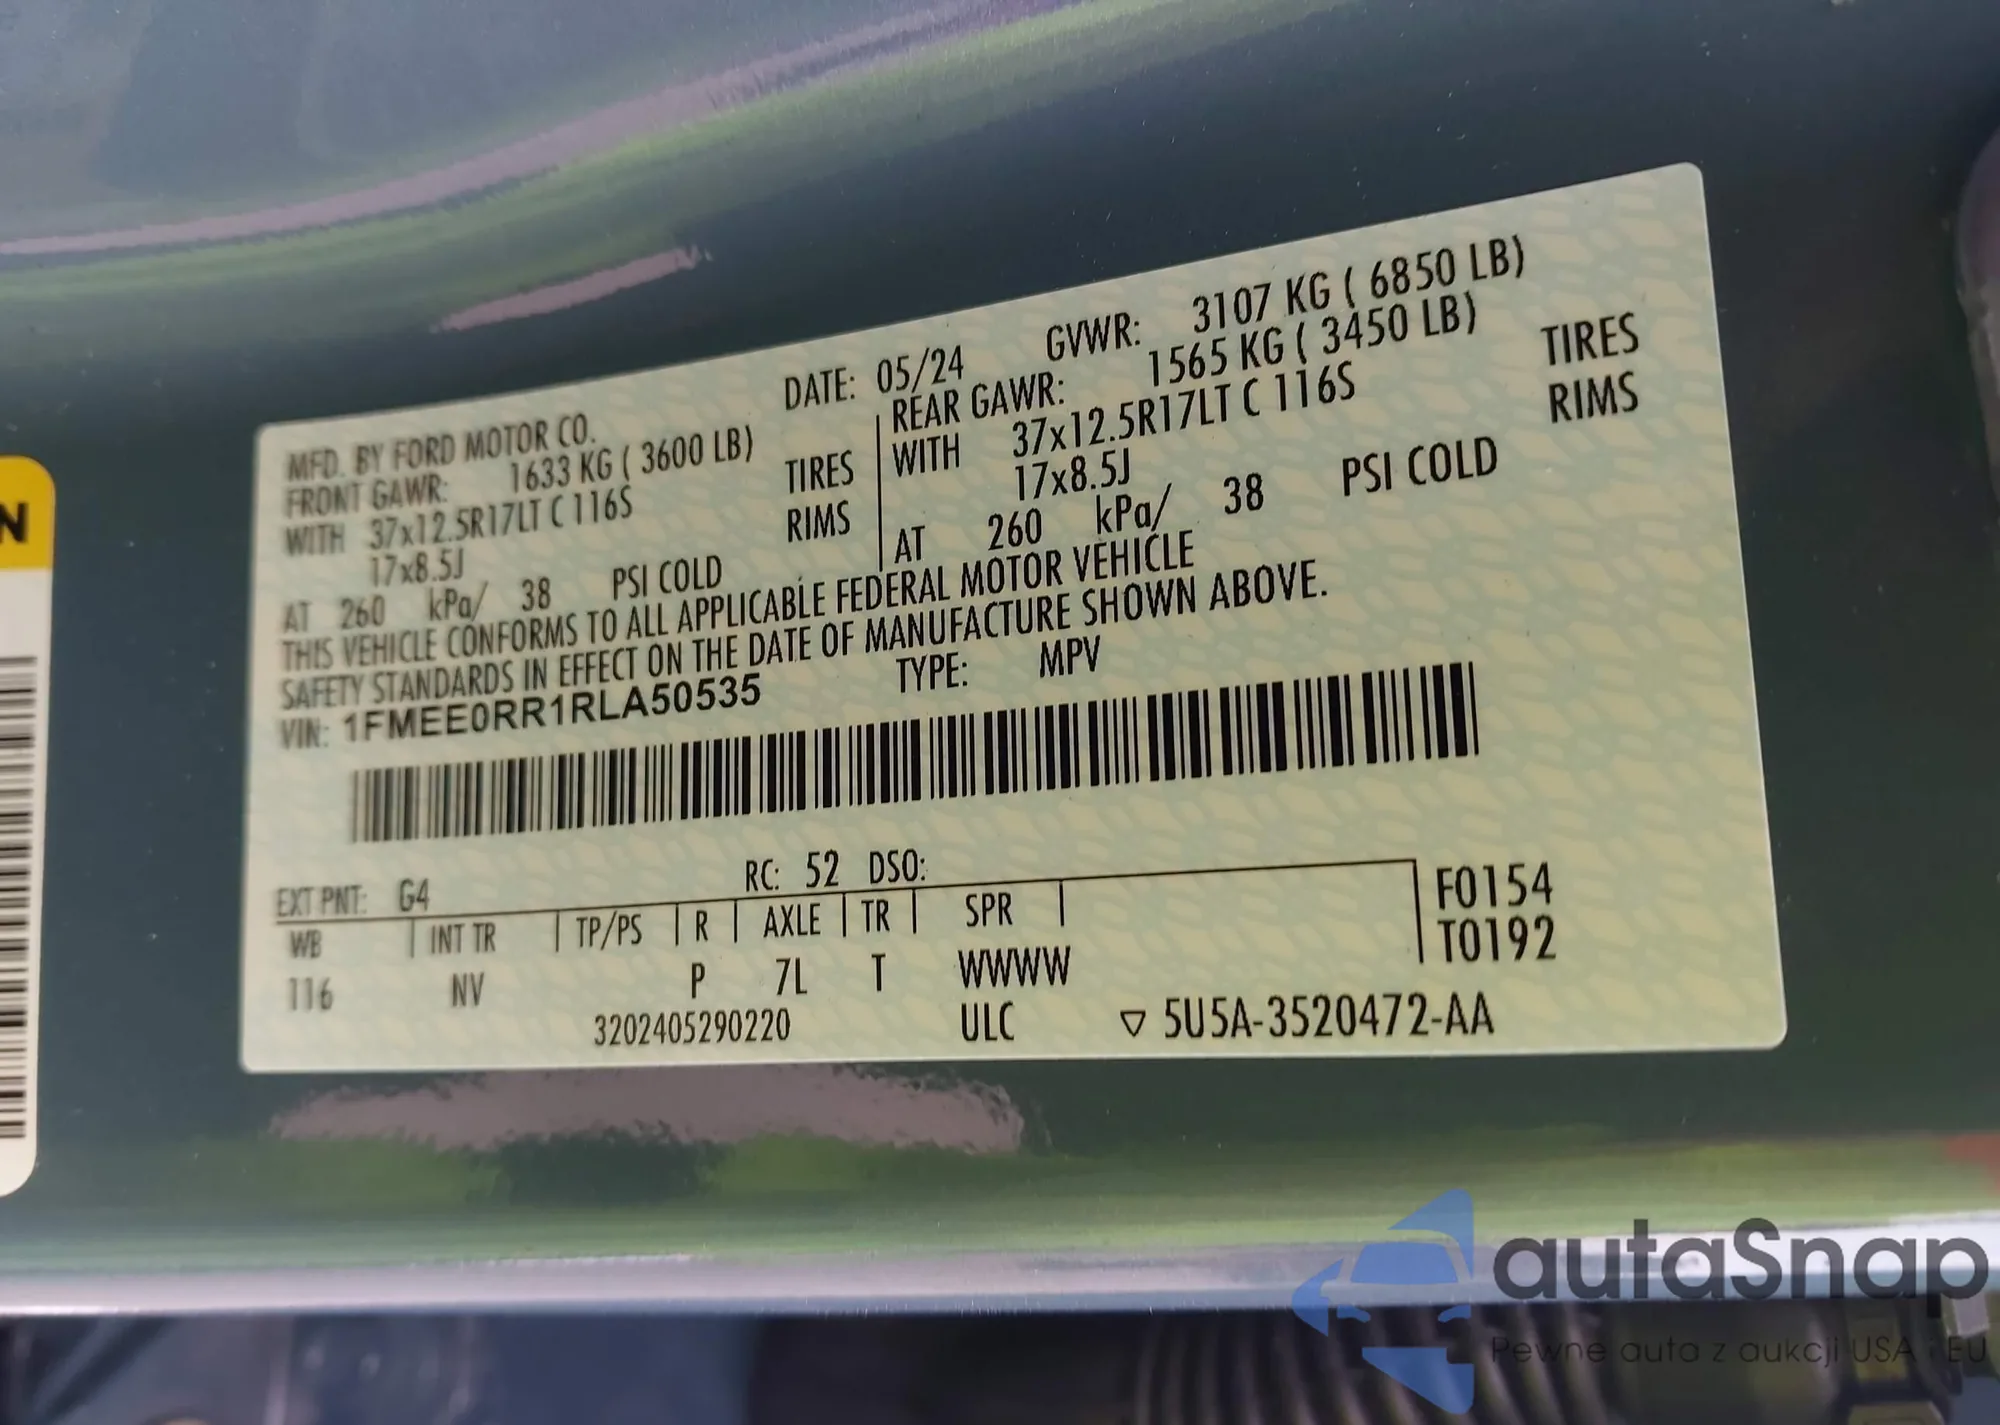 N
DATE: 05/24 GVWR: 3107 KG ( 6850 LB)
MFD. BY FORD MOTOR CO.
FRONT GAWR: 1633 KG ( 3600 LB)
WITH 37x12.5R17LT C 116S TIRES
17x8.5J RIMS
AT 260 kPa/ 38 PSI COLD
REAR GAWR: 1565 KG ( 3450 LB)
WITH 37x12.5R17LT C 116S TIRES
17x8.5J RIMS
AT 260 kPa/ 38 PSI COLD
THIS VEHICLE CONFORMS TO ALL APPLICABLE FEDERAL MOTOR VEHICLE
SAFETY STANDARDS IN EFFECT ON THE DATE OF MANUFACTURE SHOWN ABOVE.
VIN: 1FMEE0RR1RLA50535 TYPE: MPV
EXT PNT: G4 RC: 52 DSO:
WB INT TR TP/PS R AXLE TR SPR F0154
116 NV P 7L T WWWW T0192
3202405290220 ULC ▽ 5U5A-3520472-AA
autaSnap
Pewne auta z aukcji USA i EU